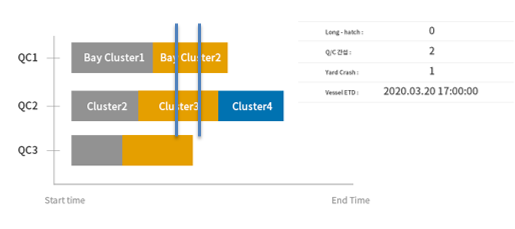 Long - hatch : 0
Q/C 간섭 : 2
Yard Crash : 1
Vessel ETD : 2020.03.20 17:00:00
QC1 Bay Cluster1 Bay Cluster2
QC2 Cluster2 Cluster3 Cluster4
QC3
Start time End Time